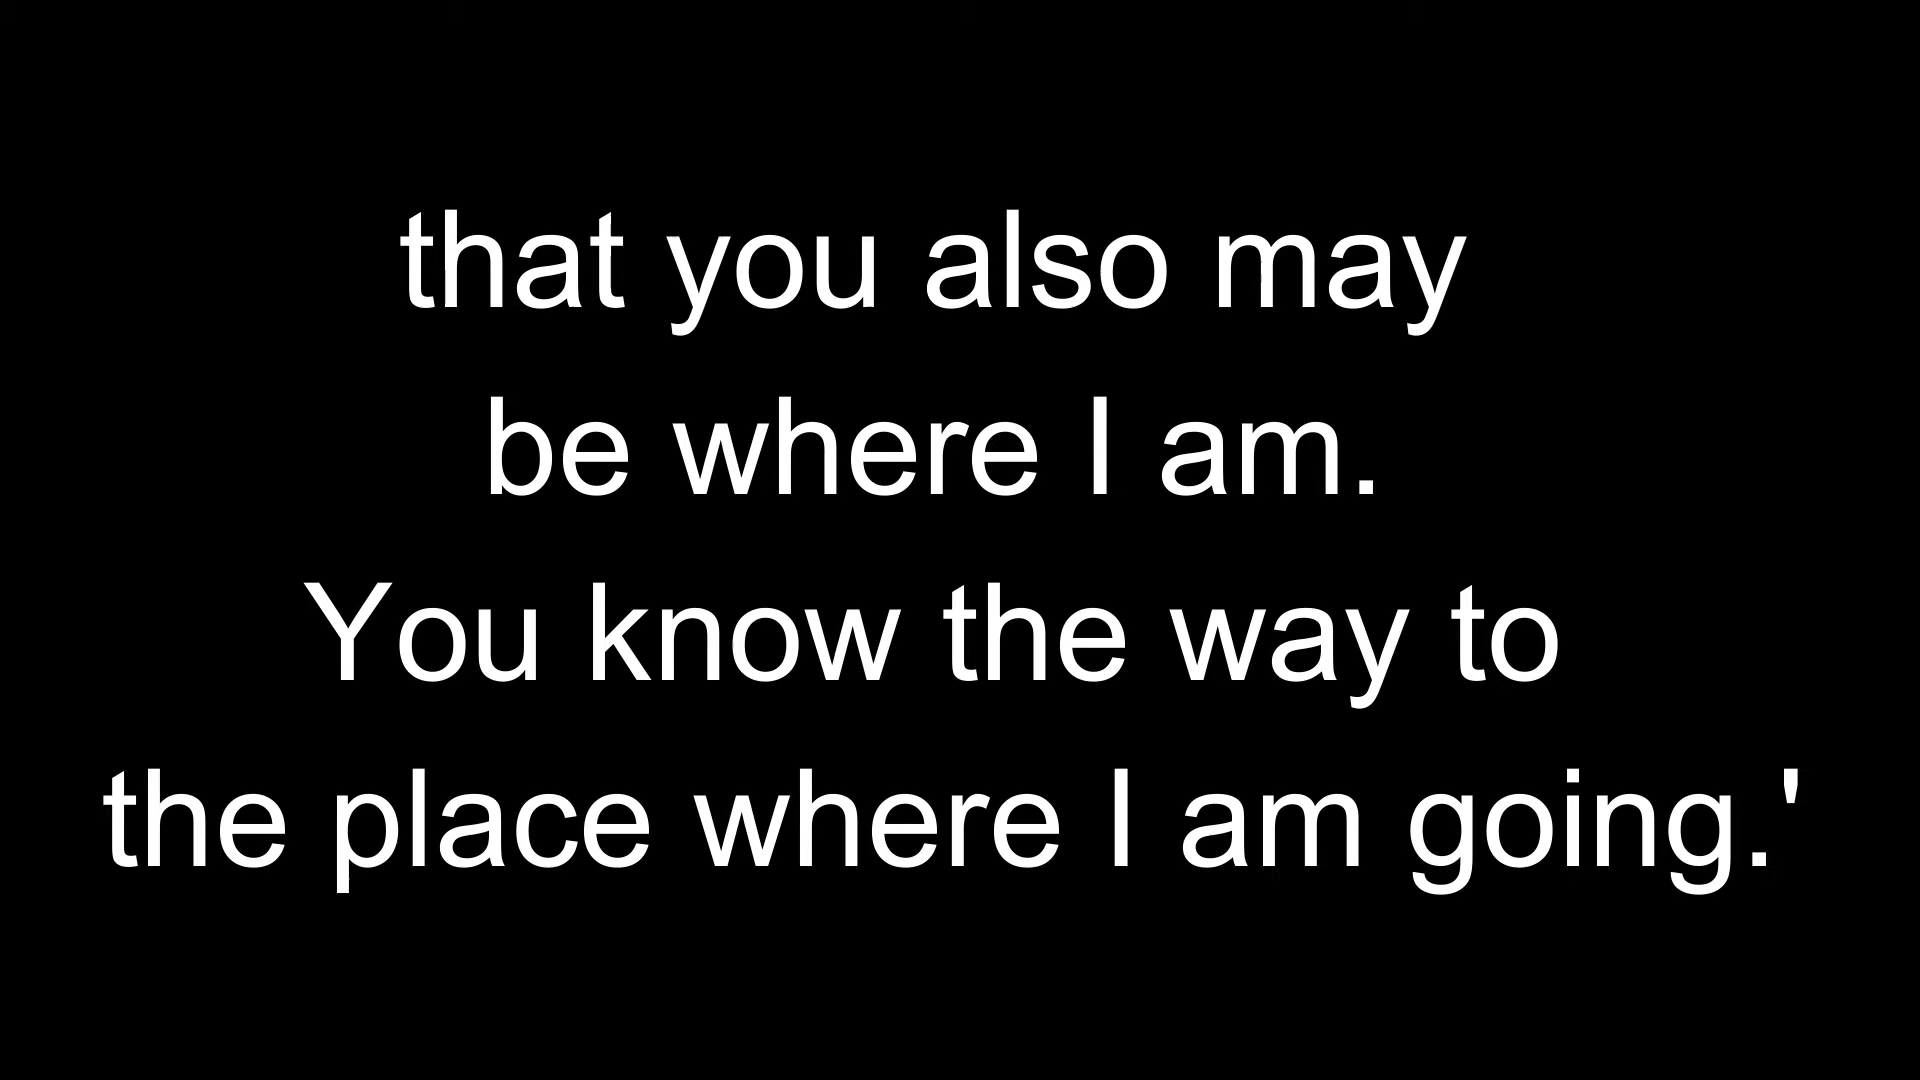 that you also may
be where I am.
You know the way to
the place where I am going.'